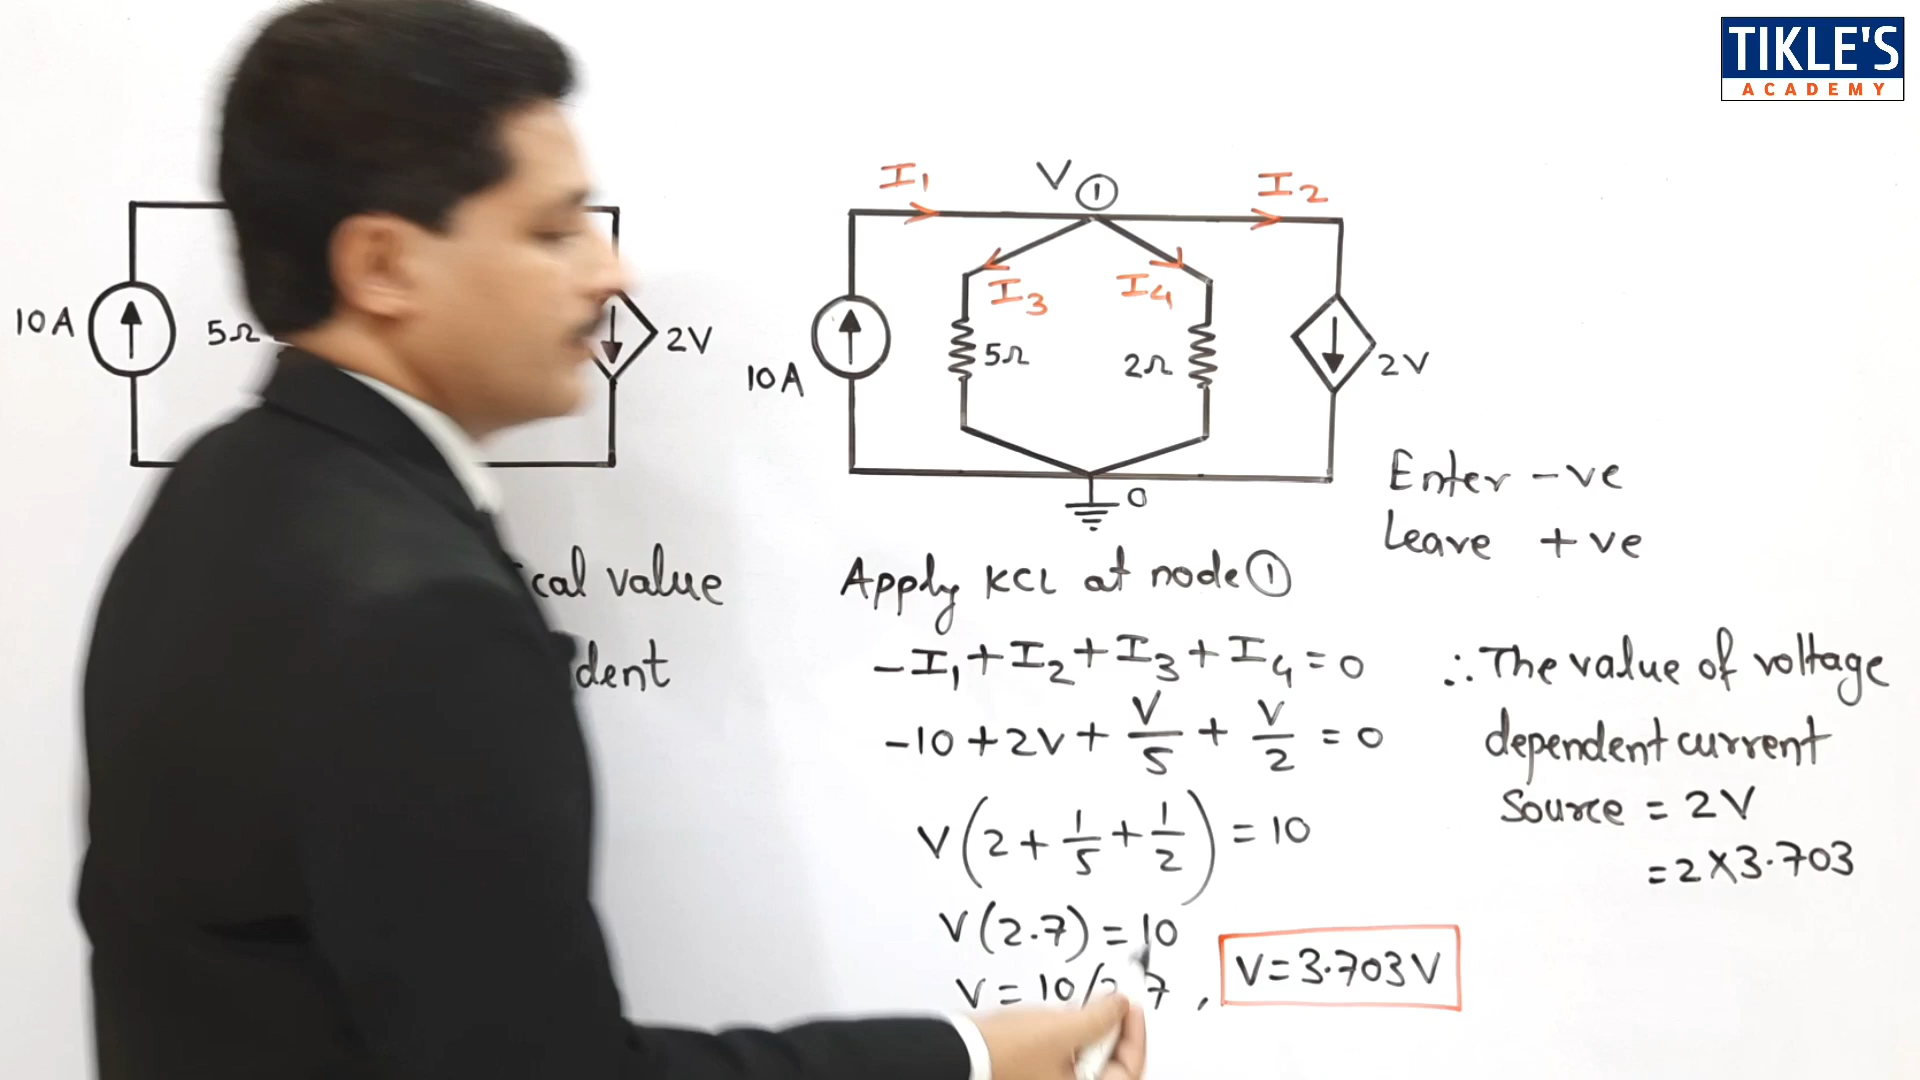 TIKLE'S
ACADEMY
10A
5Ω
2V
I₁
V ①
I₂
I₃
I₄
10A
5Ω
2Ω
2V
0
Enter -ve
Leave +ve
cal value
dent
Apply KCL at node ①
-I₁+I₂+I₃+I₄=0
-10+2V+V/5+V/2=0
V(2+1/5+1/2)=10
V(2.7)=10
V=10/ 7 ,
V=3.703V
∴ The value of voltage
dependent current
Source = 2V
=2×3.703